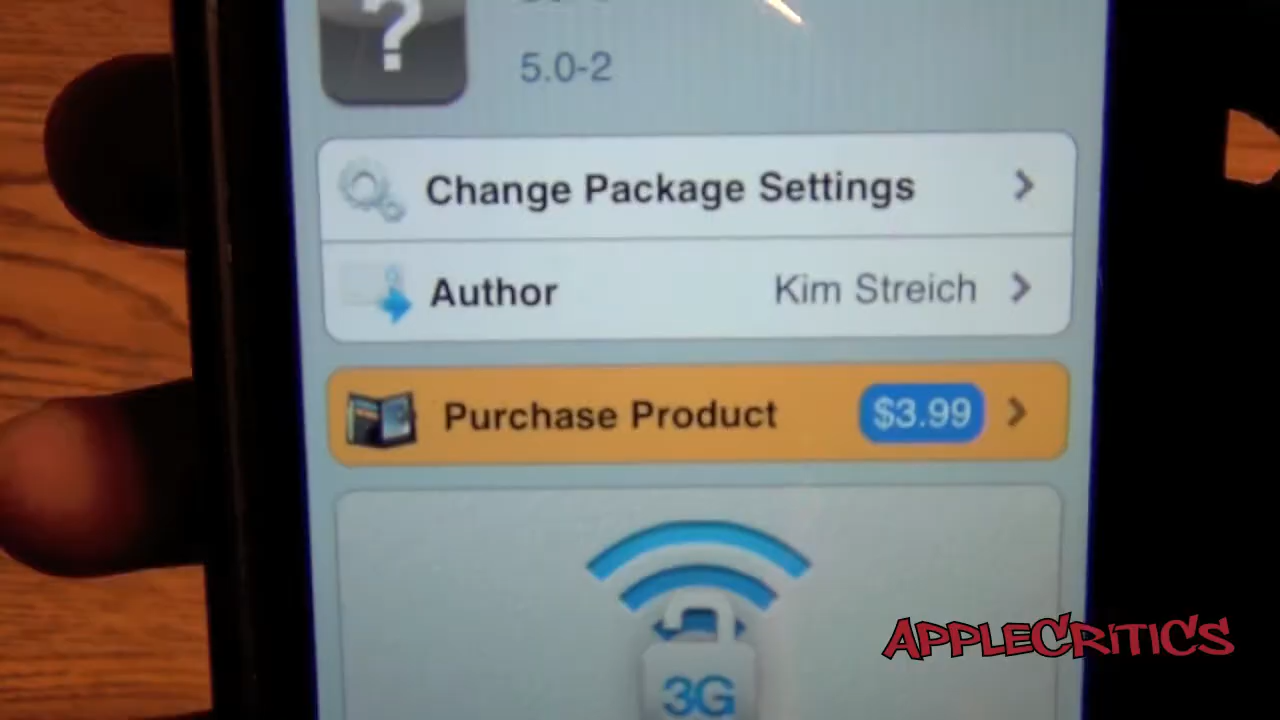 ?
5.0-2
Change Package Settings
Author Kim Streich
Purchase Product $3.99
3G
APPLECRITICS